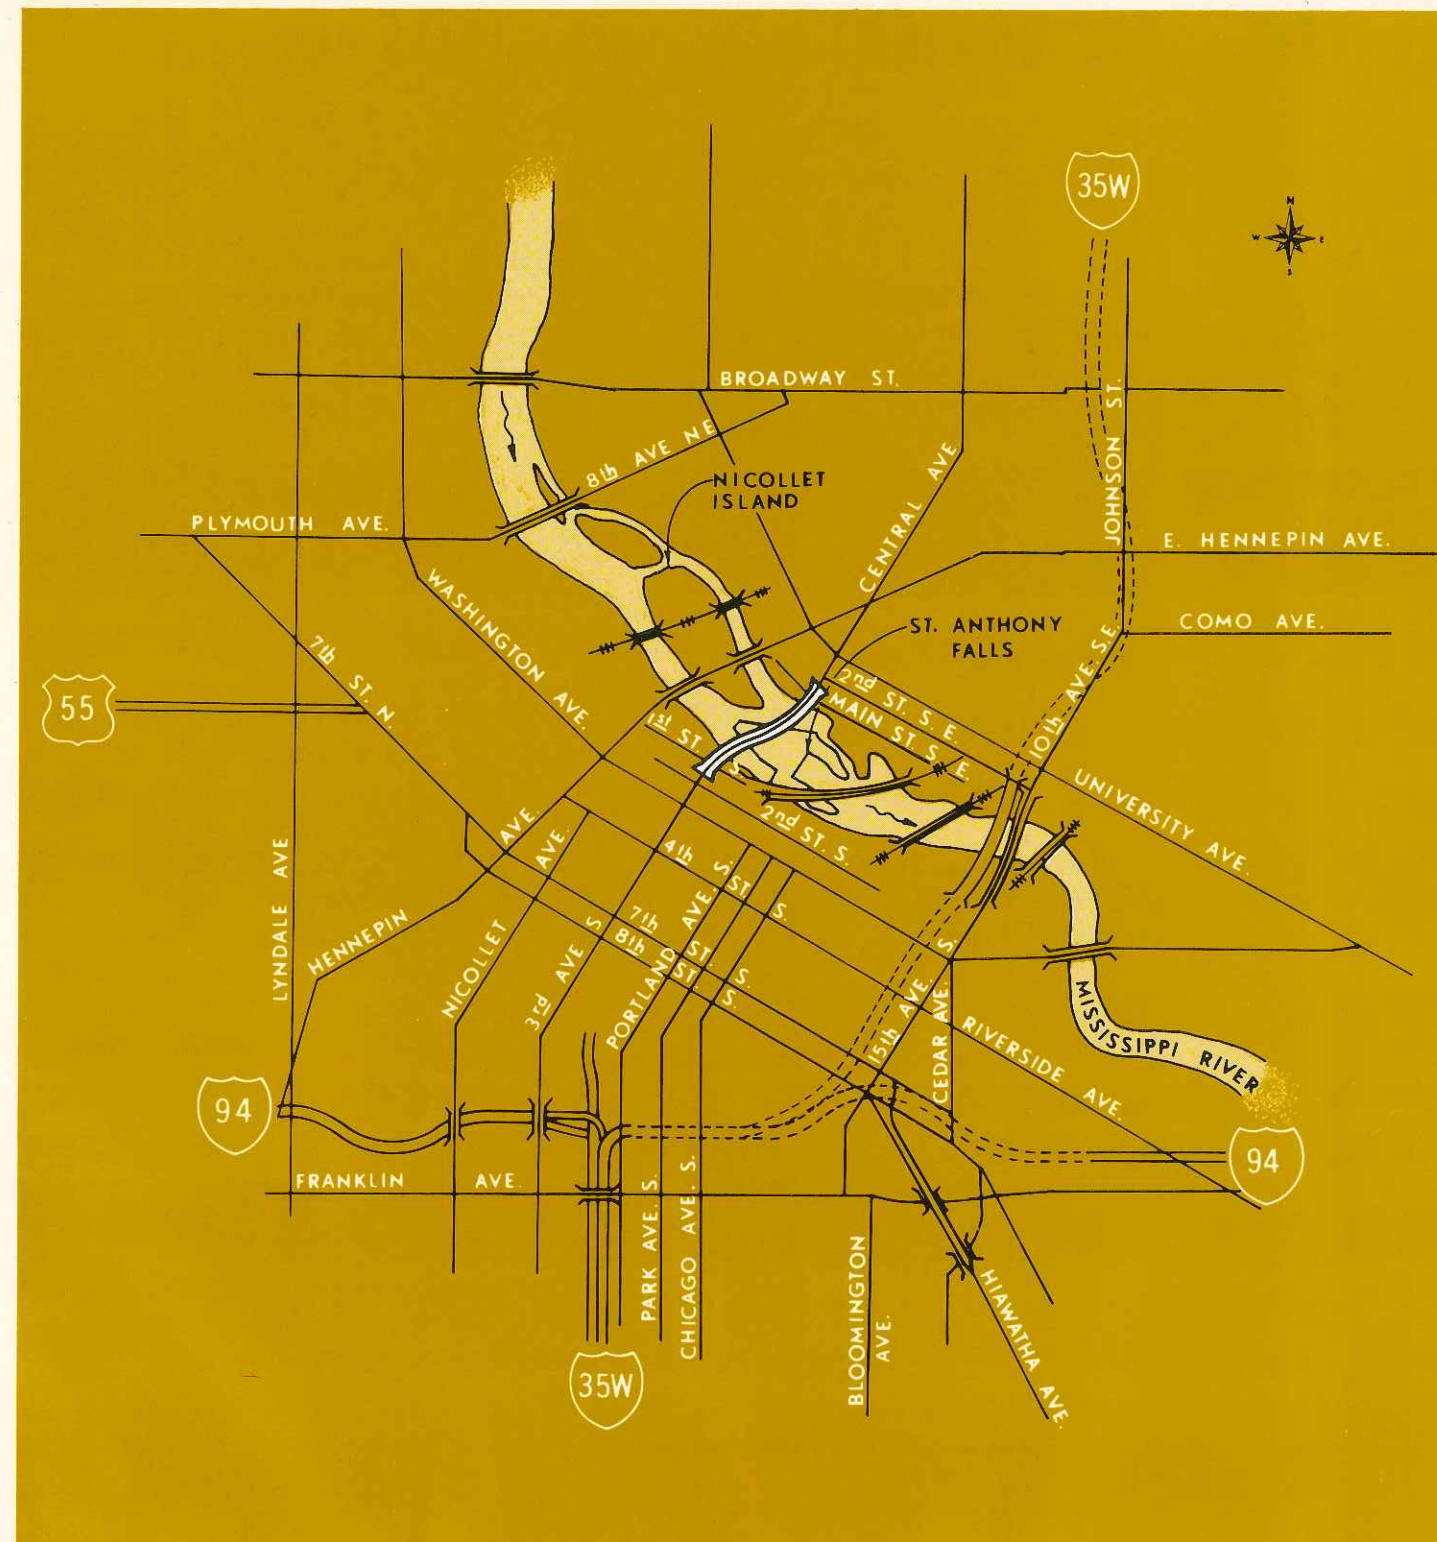 35W
N
W E
S
BROADWAY ST.
8th AVE NE
NICOLLET
ISLAND
CENTRAL AVE
JOHNSON ST.
PLYMOUTH AVE.
E. HENNEPIN AVE.
WASHINGTON AVE.
ST. ANTHONY
FALLS
COMO AVE.
7th ST. N.
55
2nd ST. S. E.
MAIN ST. S. E.
1st ST. S.
10th AVE. S.E.
UNIVERSITY AVE.
2nd ST. S.
4th ST. S.
LYNDALE AVE
HENNEPIN AVE.
NICOLLET AVE.
3rd AVE S
7th ST. S.
8th ST. S.
PORTLAND AVE. S.
15th AVE S.
CEDAR AVE. S.
RIVERSIDE AVE.
MISSISSIPPI RIVER
94
94
FRANKLIN AVE.
PARK AVE. S.
CHICAGO AVE. S.
BLOOMINGTON
AVE.
HIAWATHA AVE.
35W